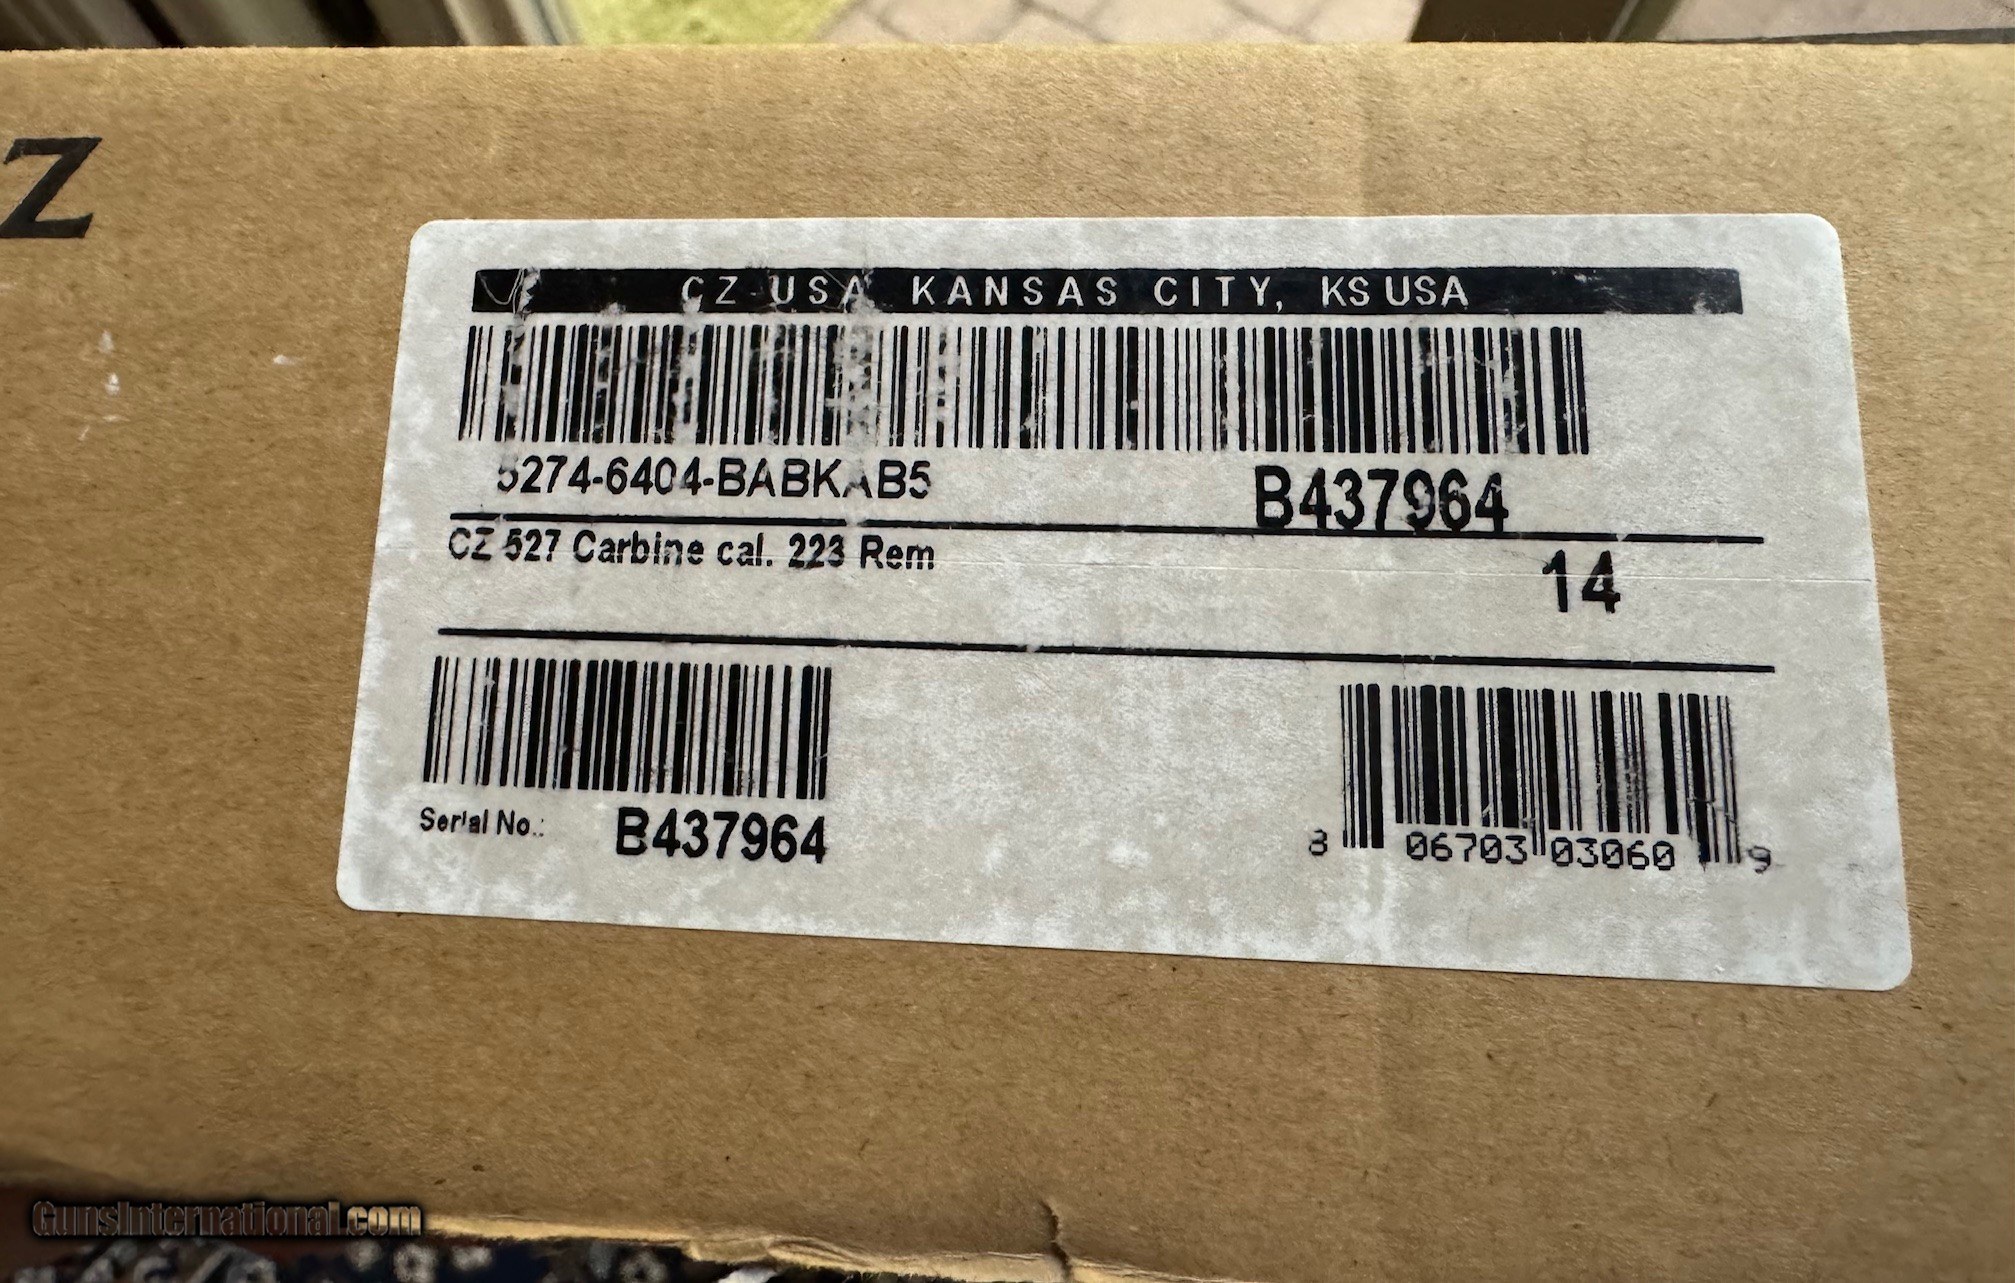 Z
CZ-USA KANSAS CITY, KS USA
5274-6404-BABKAB5 B437964
CZ 527 Carbine cal. 223 Rem
14
Serial No.: B437964
8 06703 03060 9
GunsInternational.com